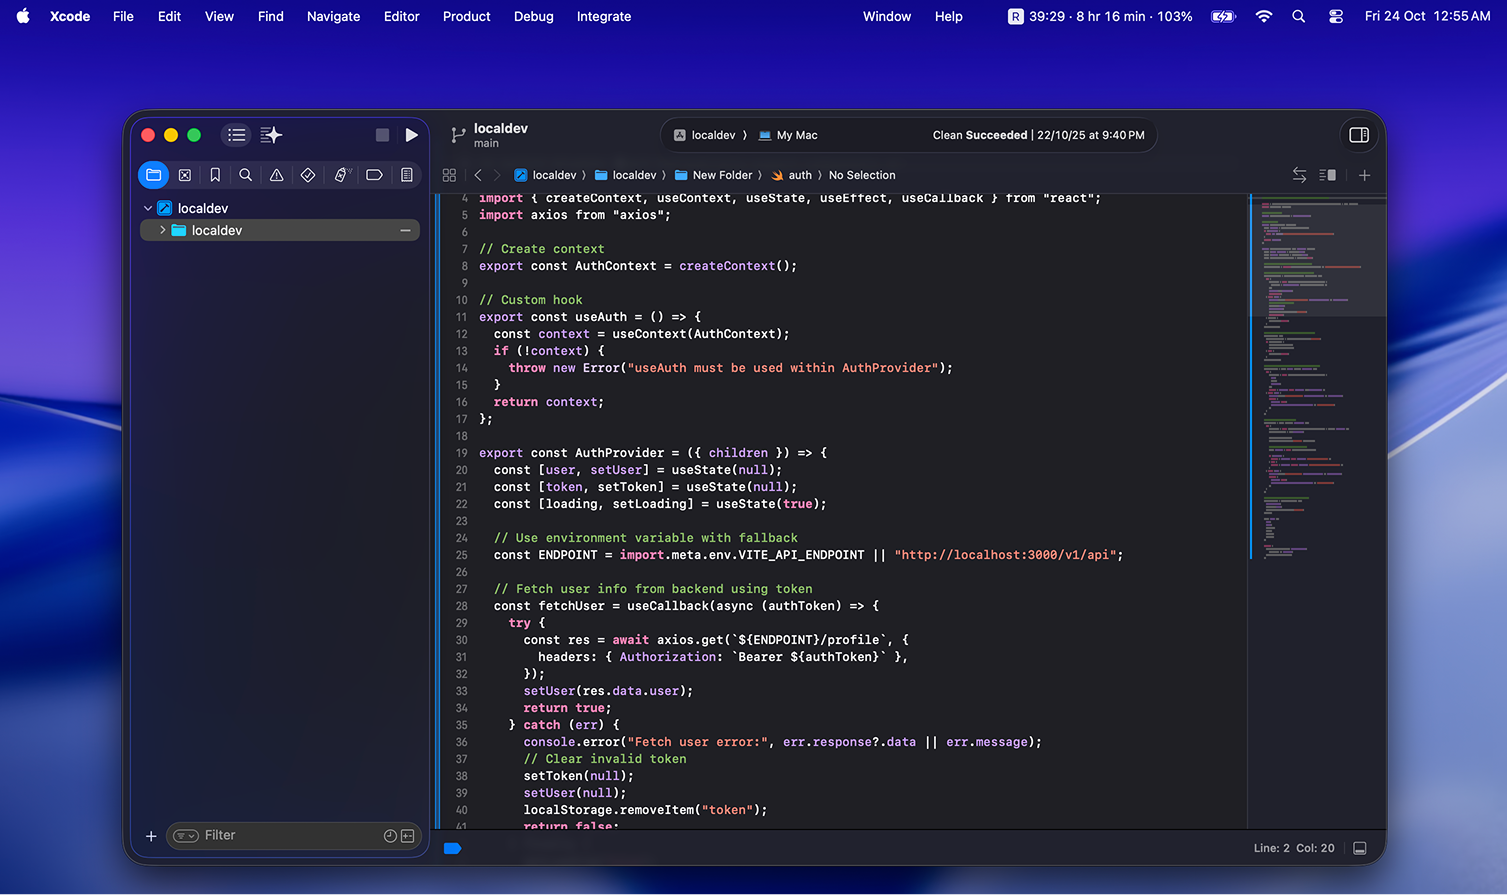 Xcode File Edit View Find Navigate Editor Product Debug Integrate Window Help R 39:29 · 8 hr 16 min · 103% Fri 24 Oct 12:55 AM
localdev
main
localdev 〉 My Mac
Clean Succeeded | 22/10/25 at 9:40 PM
localdev 〉 localdev 〉 New Folder 〉 auth 〉 No Selection
localdev
localdev
4 import { createContext, useContext, useState, useEffect, useCallback } from "react";
5 import axios from "axios";
6
7 // Create context
8 export const AuthContext = createContext();
9
10 // Custom hook
11 export const useAuth = () => {
12 const context = useContext(AuthContext);
13 if (!context) {
14 throw new Error("useAuth must be used within AuthProvider");
15 }
16 return context;
17 };
18
19 export const AuthProvider = ({ children }) => {
20 const [user, setUser] = useState(null);
21 const [token, setToken] = useState(null);
22 const [loading, setLoading] = useState(true);
23
24 // Use environment variable with fallback
25 const ENDPOINT = import.meta.env.VITE_API_ENDPOINT || "http://localhost:3000/v1/api";
26
27 // Fetch user info from backend using token
28 const fetchUser = useCallback(async (authToken) => {
29 try {
30 const res = await axios.get(`${ENDPOINT}/profile`, {
31 headers: { Authorization: `Bearer ${authToken}` },
32 });
33 setUser(res.data.user);
34 return true;
35 } catch (err) {
36 console.error("Fetch user error:", err.response?.data || err.message);
37 // Clear invalid token
38 setToken(null);
39 setUser(null);
40 localStorage.removeItem("token");
41 return false;
Filter
Line: 2 Col: 20